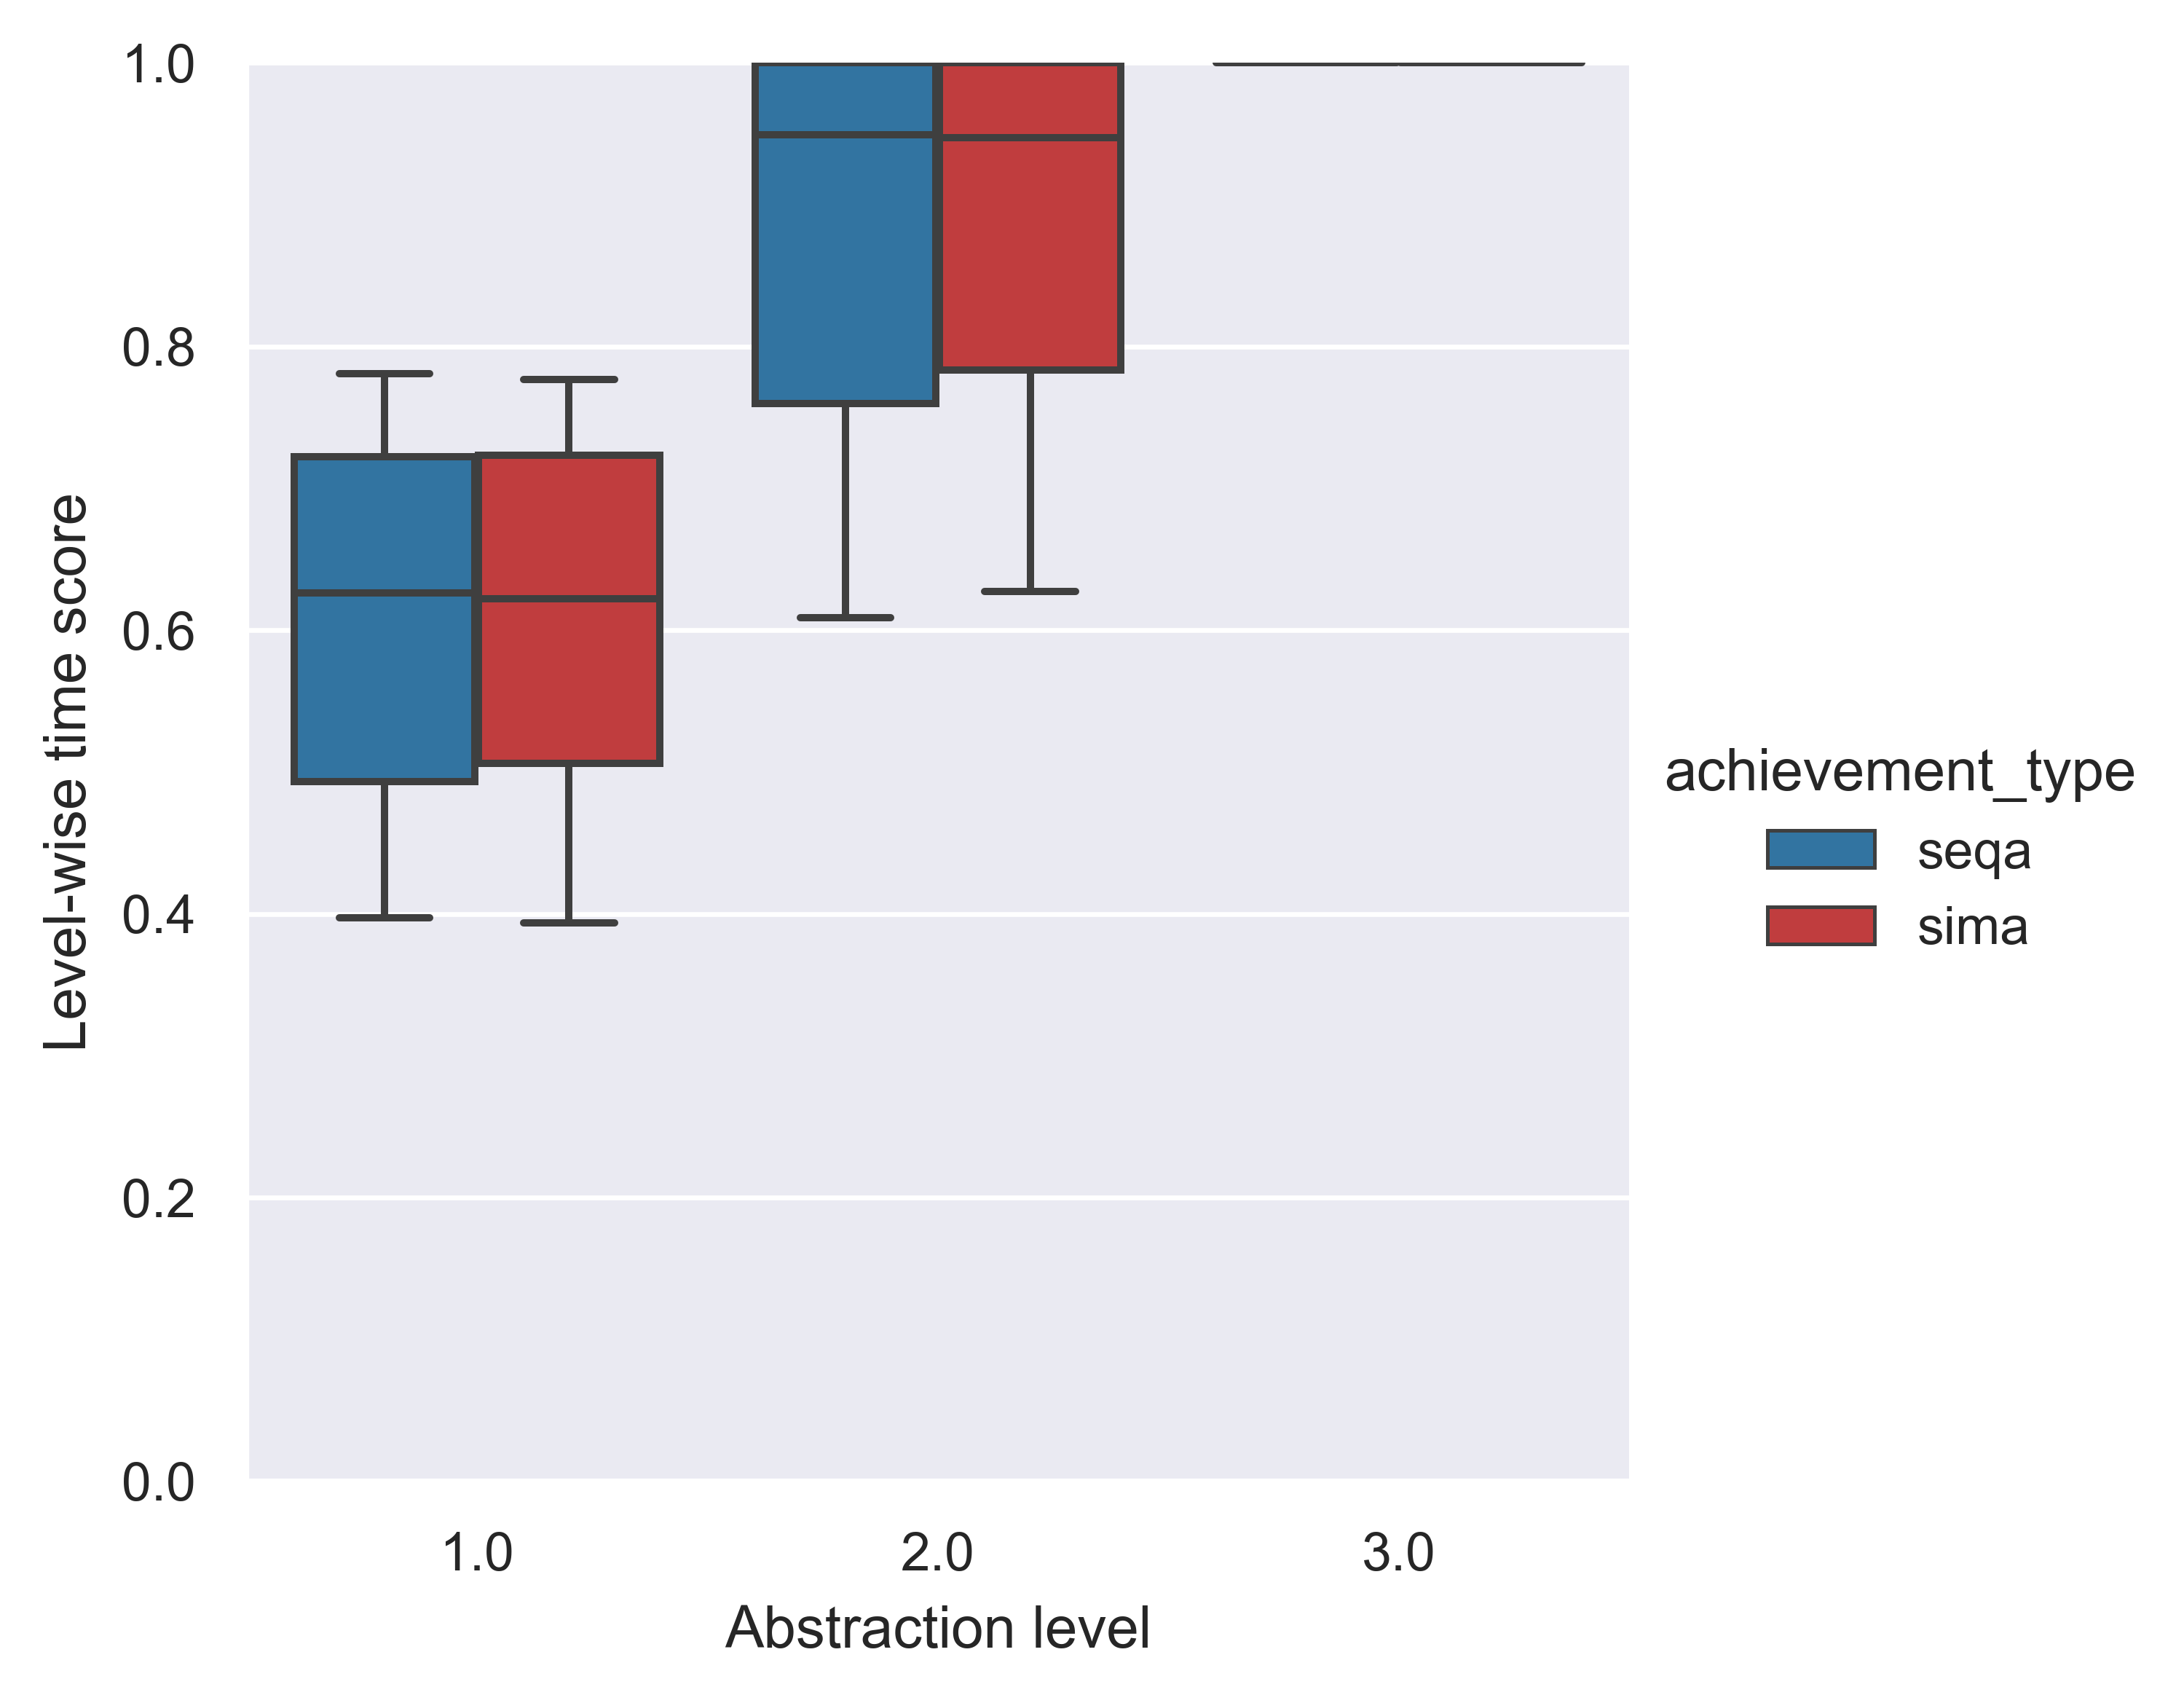 1.0
0.8
0.6
0.4
0.2
0.0
Level-wise time score
1.0 2.0 3.0
Abstraction level
achievement_type
seqa
sima